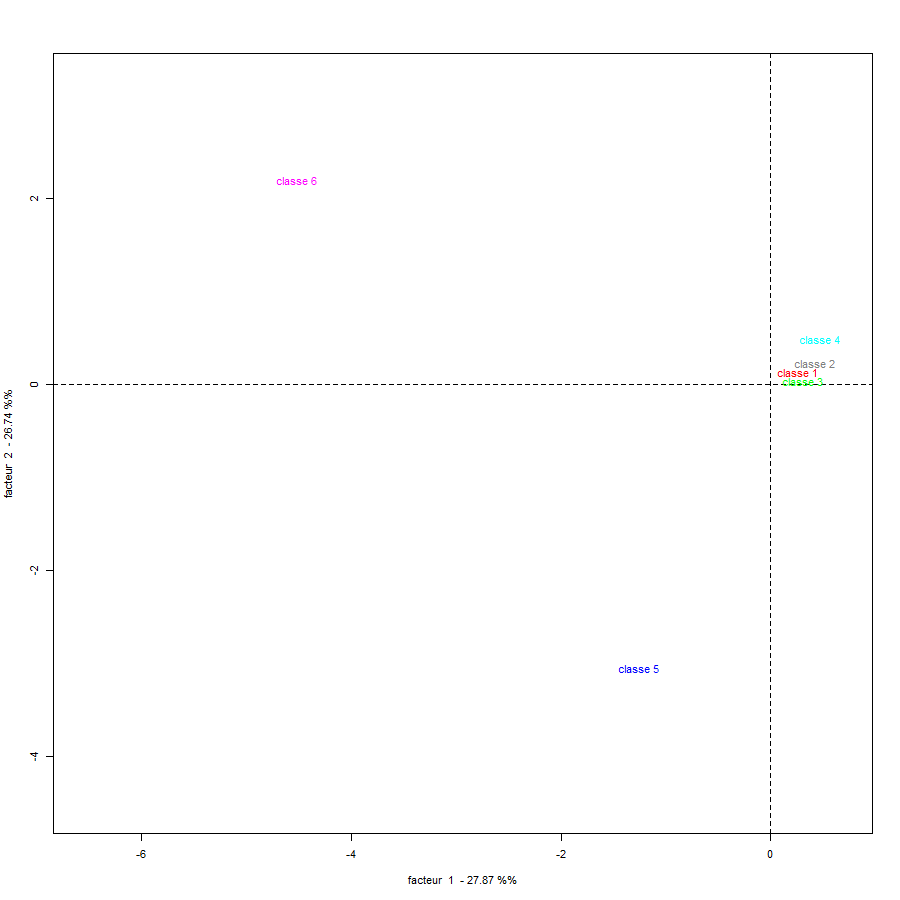 classe 6
2
classe 4
classe 2
classe 1
classe 3
0
facteur 2 - 26.74 %%
-2
classe 5
-4
-6 -4 -2 0
facteur 1 - 27.87 %%